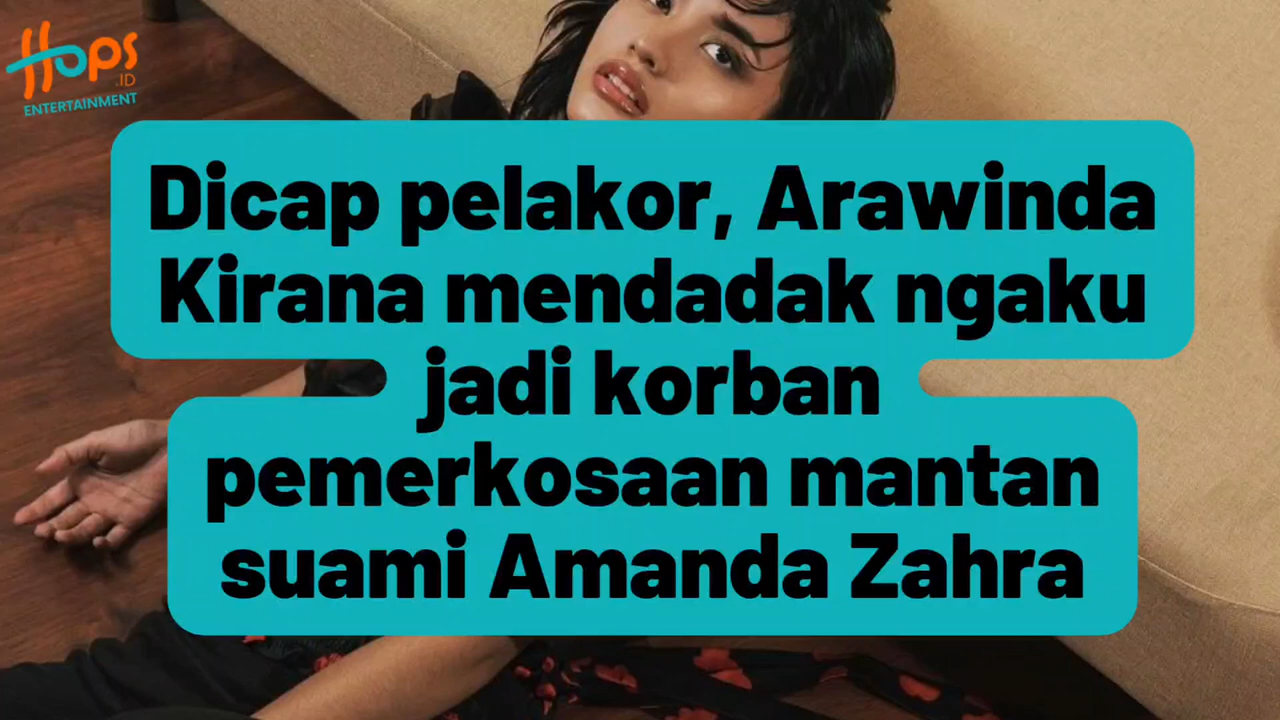 Hops
.ID
ENTERTAINMENT
Dicap pelakor, Arawinda
Kirana mendadak ngaku
jadi korban
pemerkosaan mantan
suami Amanda Zahra